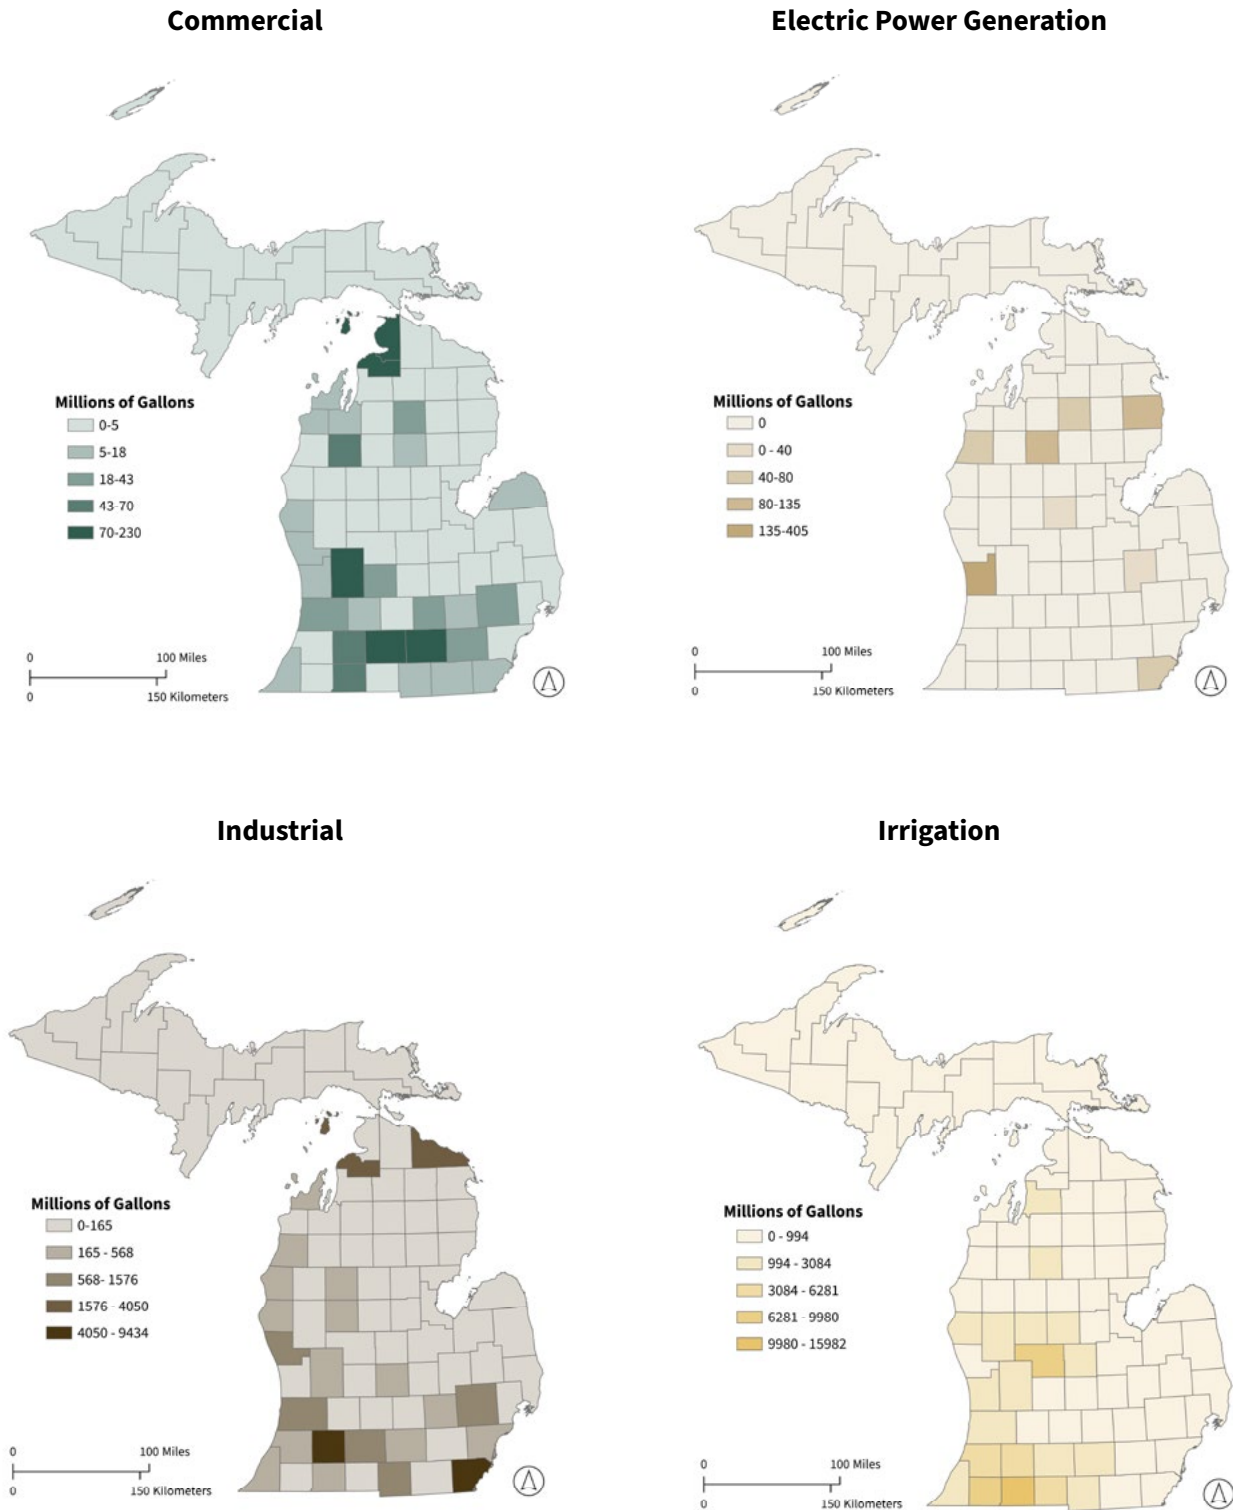 Commercial
Electric Power Generation
Millions of Gallons
0-5
5-18
18-43
43-70
70-230
0
100 Miles
0
150 Kilometers
Millions of Gallons
0
0 - 40
40-80
80-135
135-405
0
100 Miles
0
150 Kilometers
Industrial
Irrigation
Millions of Gallons
0-165
165 - 568
568- 1576
1576 - 4050
4050 - 9434
0
100 Miles
0
150 Kilometers
Millions of Gallons
0 - 994
994 - 3084
3084 - 6281
6281 - 9980
9980 - 15982
0
100 Miles
0
150 Kilometers